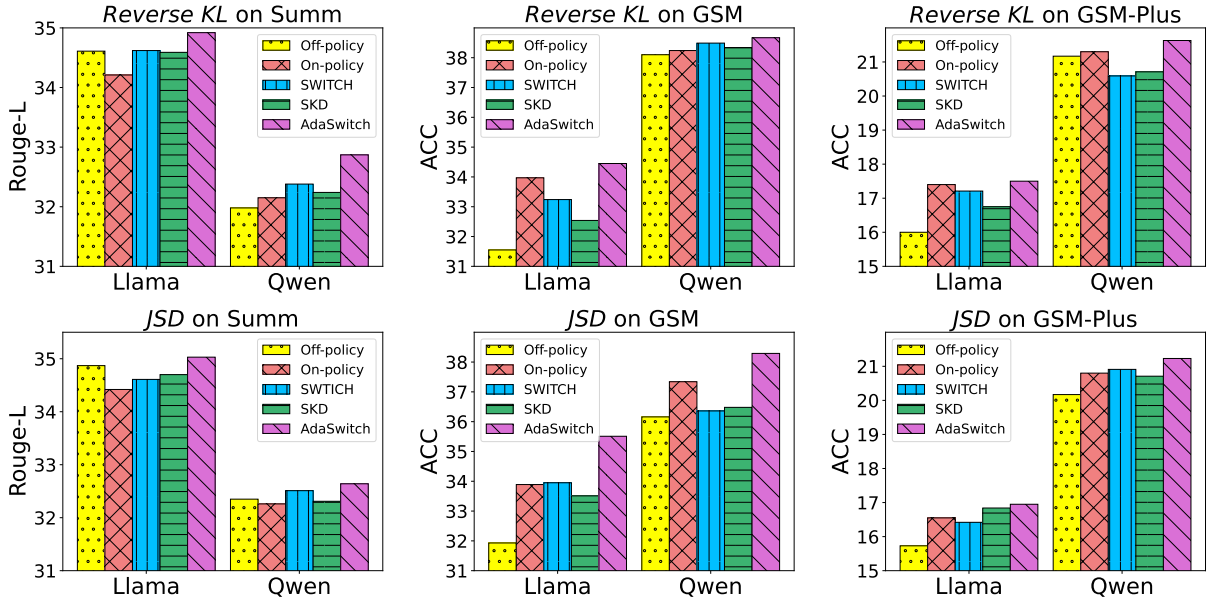 Reverse KL on Summ
Rouge-L
35
34
33
32
31
Off-policy
On-policy
SWITCH
SKD
AdaSwitch
Llama
Qwen
Reverse KL on GSM
ACC
38
37
36
35
34
33
32
31
Off-policy
On-policy
SWITCH
SKD
AdaSwitch
Llama
Qwen
Reverse KL on GSM-Plus
ACC
21
20
19
18
17
16
15
Off-policy
On-policy
SWITCH
SKD
AdaSwitch
Llama
Qwen
JSD on Summ
Rouge-L
35
34
33
32
31
Off-policy
On-policy
SWTICH
SKD
AdaSwitch
Llama
Qwen
JSD on GSM
ACC
38
37
36
35
34
33
32
31
Off-policy
On-policy
SWITCH
SKD
AdaSwitch
Llama
Qwen
JSD on GSM-Plus
ACC
21
20
19
18
17
16
15
Off-policy
On-policy
SWITCH
SKD
AdaSwitch
Llama
Qwen